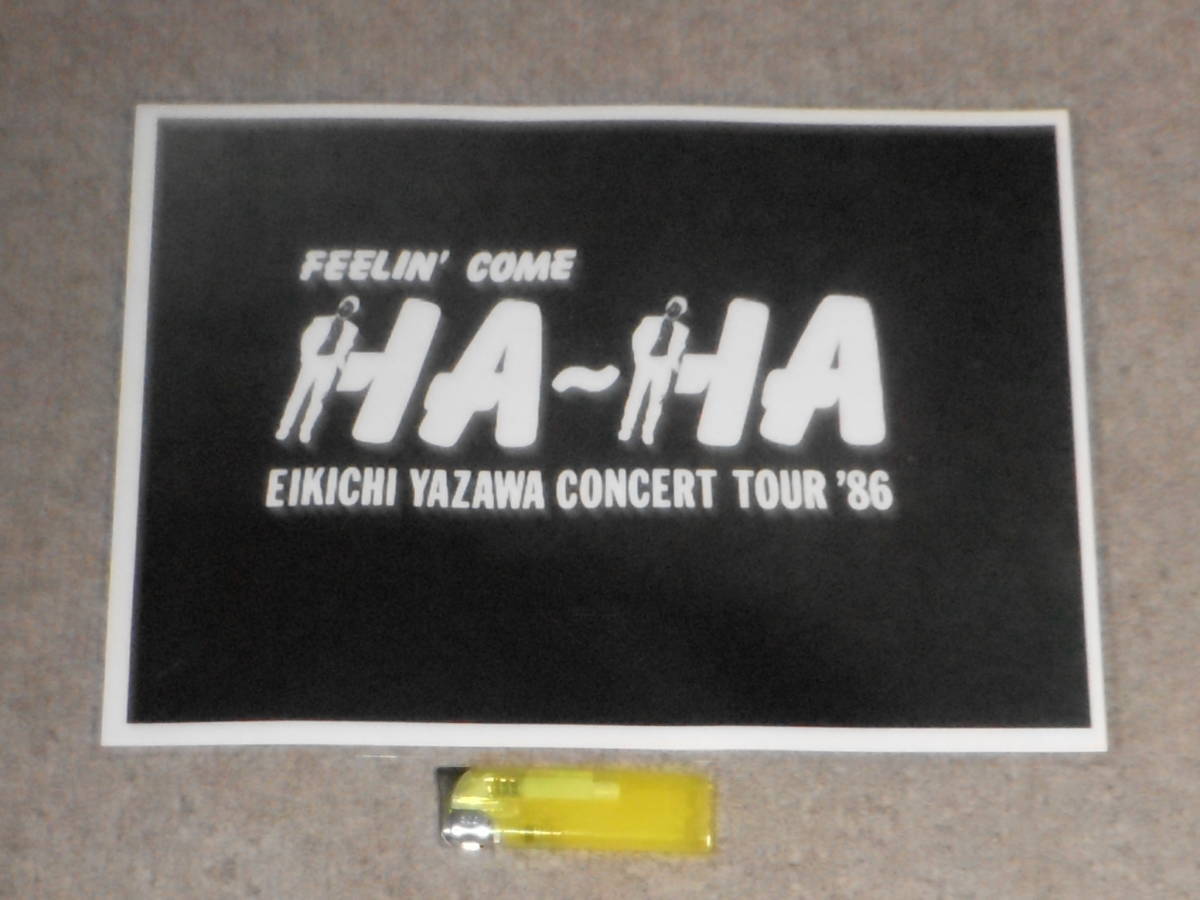 FEELIN' COME
HA~HA
EIKICHI YAZAWA CONCERT TOUR '86